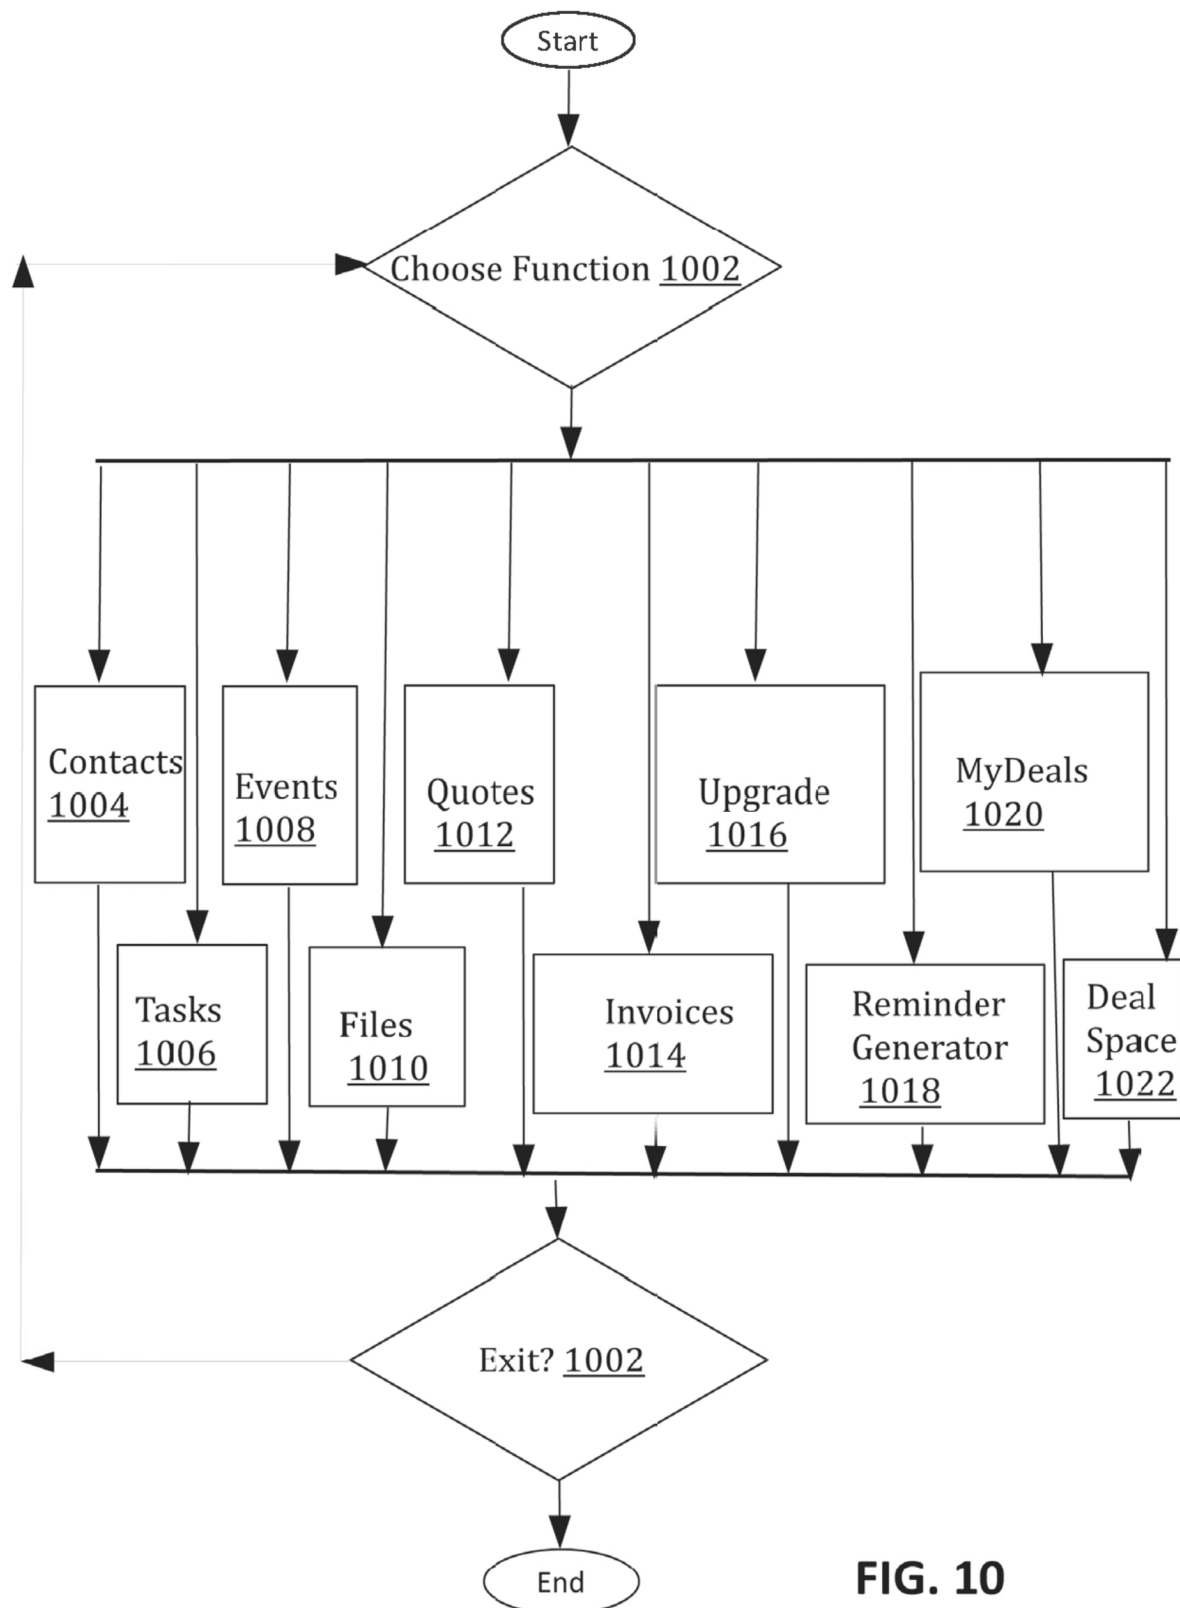 Start
Choose Function 1002
Contacts
1004
Events
1008
Quotes
1012
Upgrade
1016
MyDeals
1020
Tasks
1006
Files
1010
Invoices
1014
Reminder
Generator
1018
Deal
Space
1022
Exit? 1002
End
FIG. 10